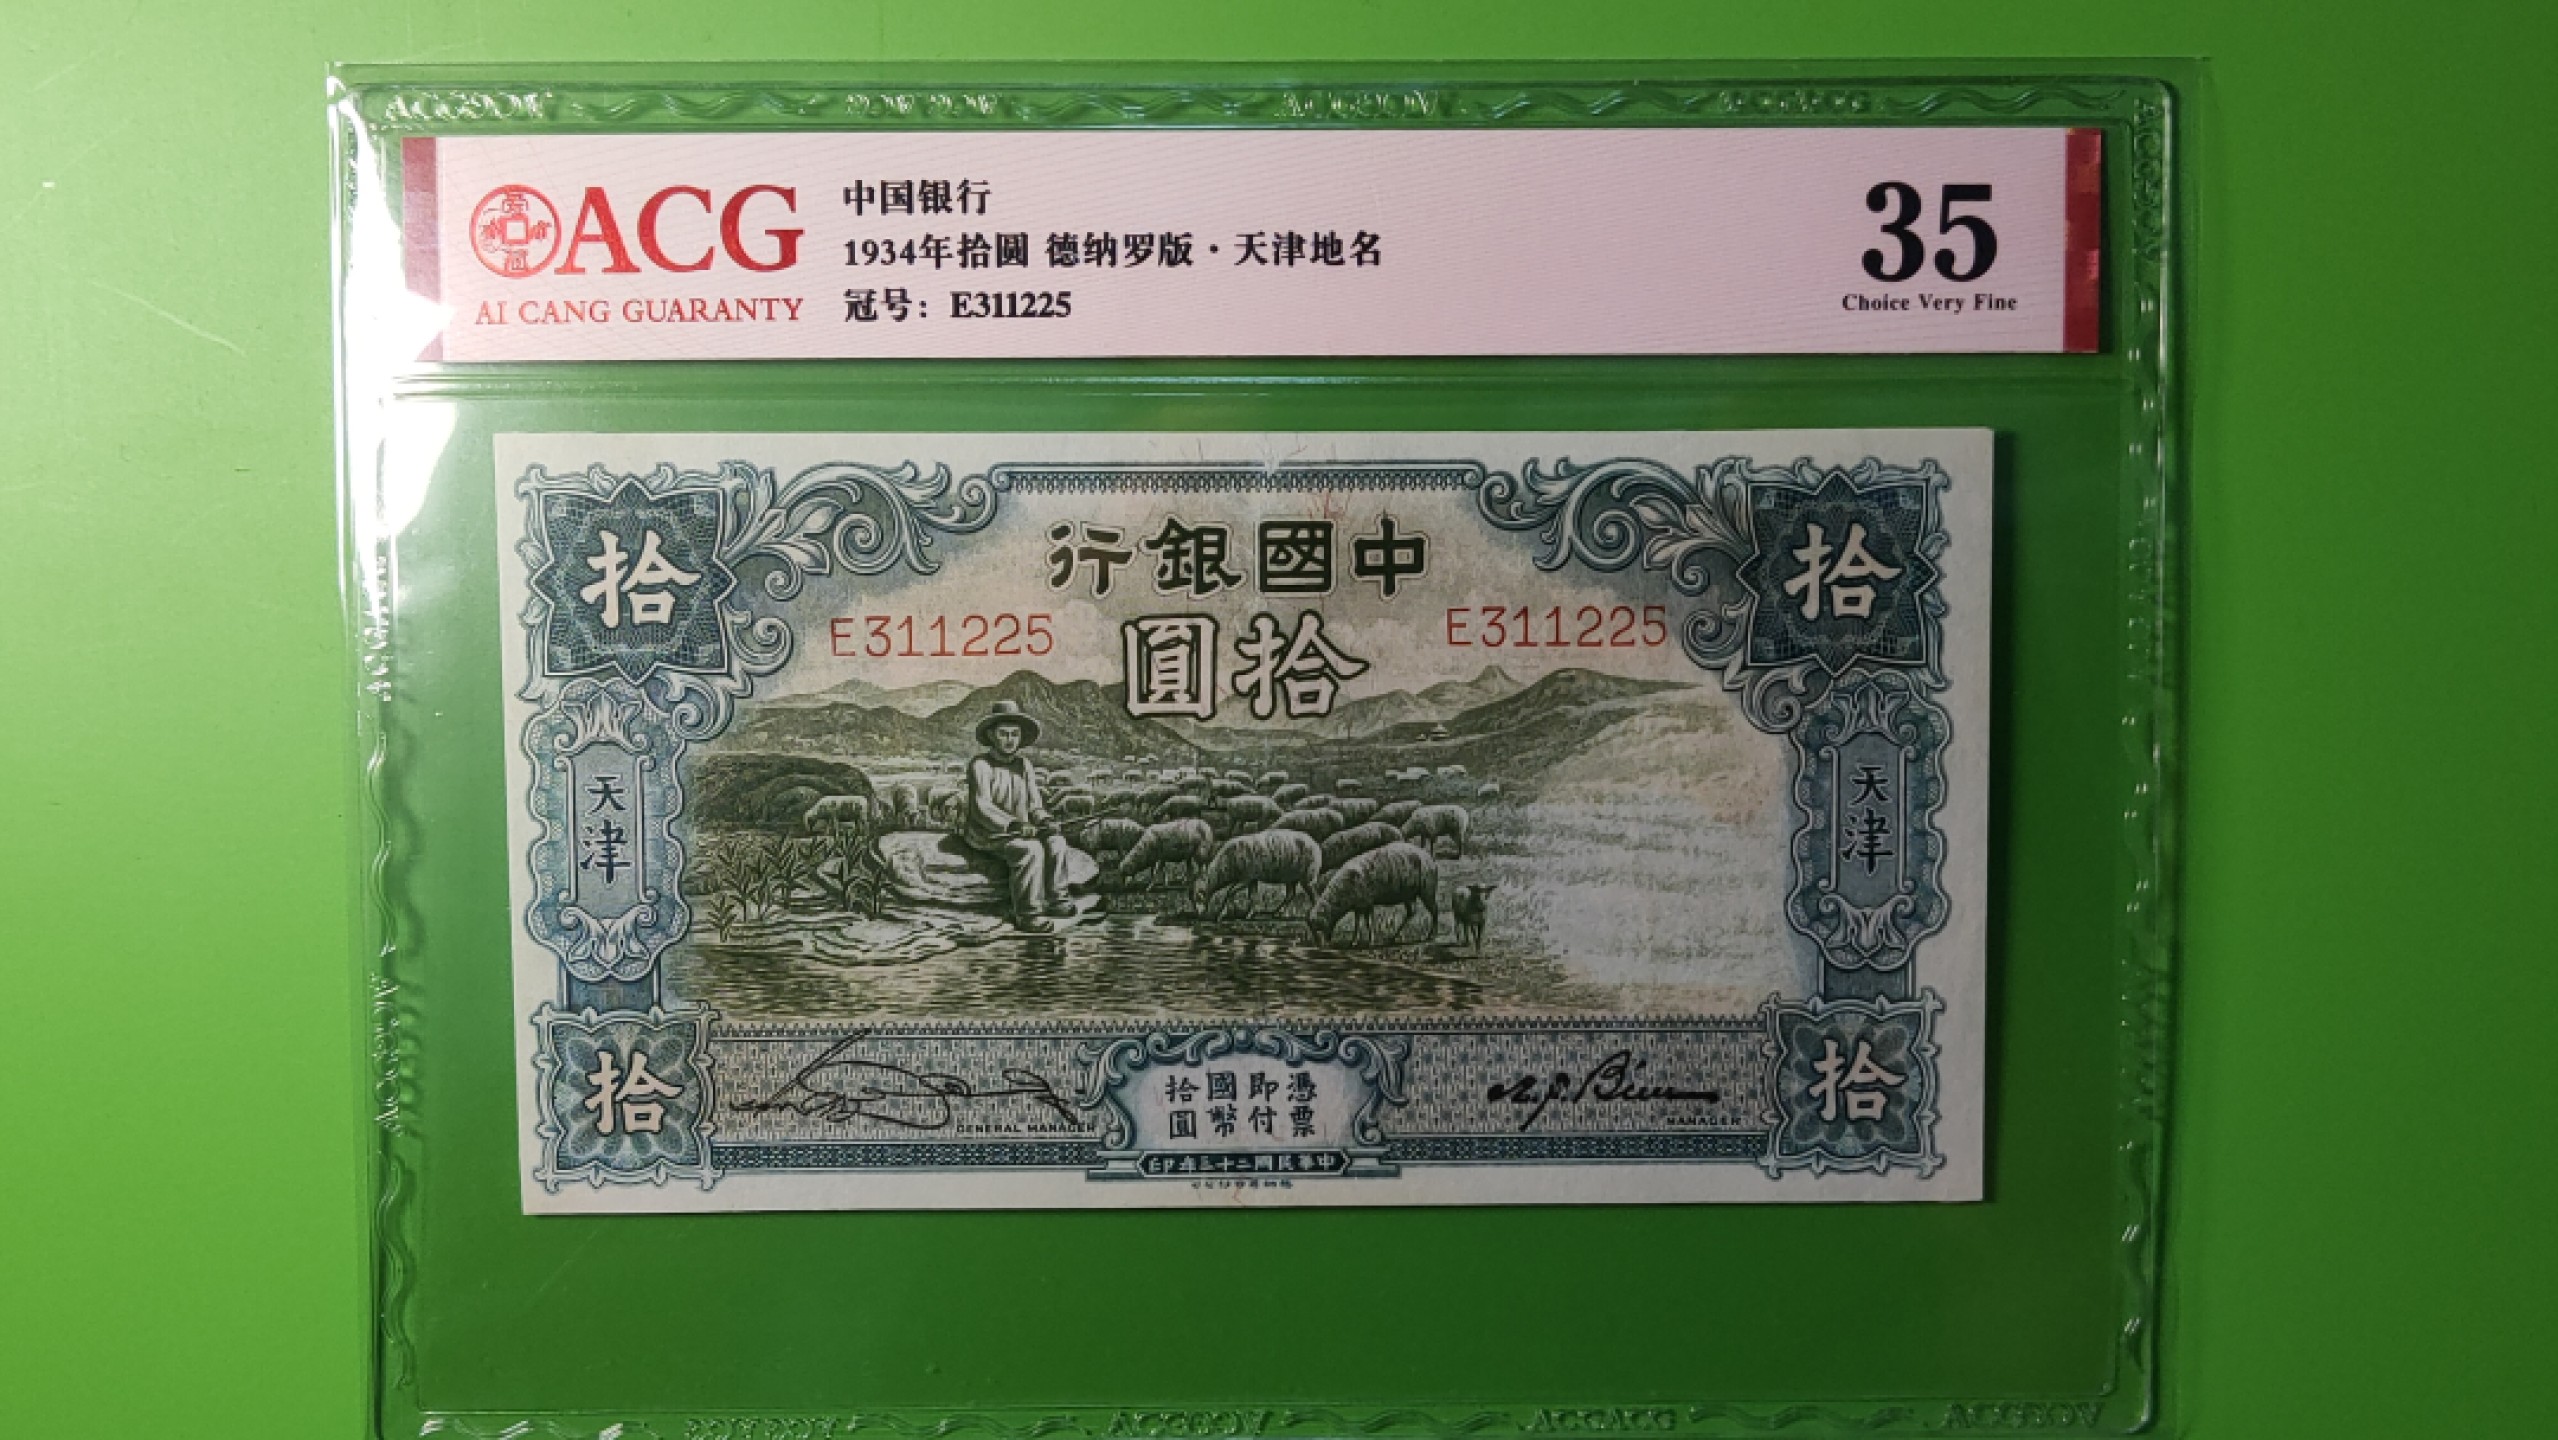 ACG
AI CANG GUARANTY
中国银行
1934年拾圆 德纳罗版·天津地名
冠号：E311225
35
Choice Very Fine
拾
行銀國中
拾
E311225
圓拾
E311225
天津
天津
拾
GENERAL MANAGER
憑票
即付
國幣
拾圓
MANAGER
拾
印年三十二國民華中